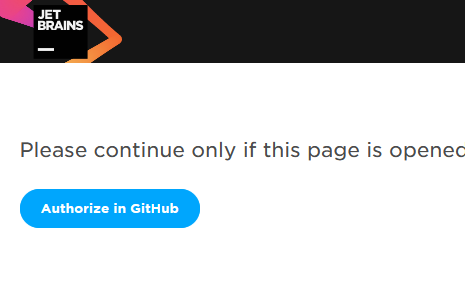 JET
BRAINS
Please continue only if this page is opened
Authorize in GitHub